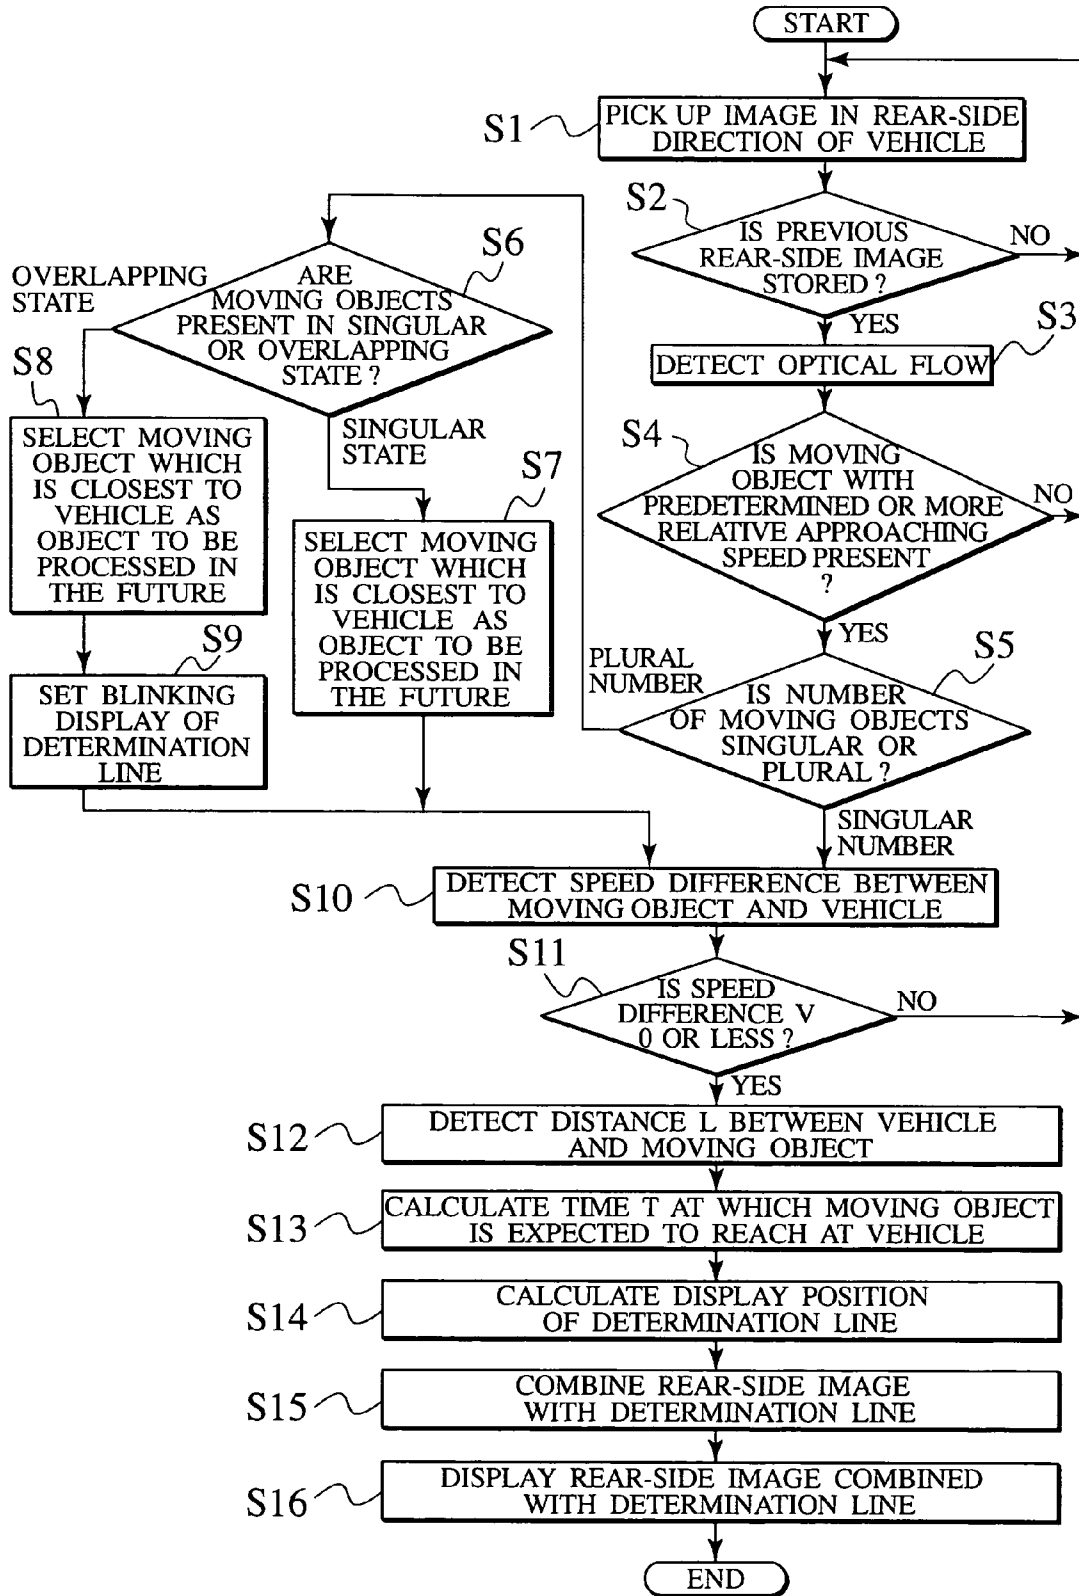 START
S1
PICK UP IMAGE IN REAR-SIDE
DIRECTION OF VEHICLE
S2
IS PREVIOUS
REAR-SIDE IMAGE
STORED ?
NO
YES
S3
DETECT OPTICAL FLOW
S4
IS MOVING
OBJECT WITH
PREDETERMINED OR MORE
RELATIVE APPROACHING
SPEED PRESENT
?
NO
YES
S5
PLURAL
NUMBER
IS NUMBER
OF MOVING OBJECTS
SINGULAR OR
PLURAL ?
SINGULAR
NUMBER
S6
ARE
MOVING OBJECTS
PRESENT IN SINGULAR
OR OVERLAPPING
STATE ?
OVERLAPPING
STATE
SINGULAR
STATE
S7
SELECT MOVING
OBJECT WHICH
IS CLOSEST TO
VEHICLE AS
OBJECT TO BE
PROCESSED IN
THE FUTURE
S8
SELECT MOVING
OBJECT WHICH
IS CLOSEST TO
VEHICLE AS
OBJECT TO BE
PROCESSED IN
THE FUTURE
S9
SET BLINKING
DISPLAY OF
DETERMINATION
LINE
S10
DETECT SPEED DIFFERENCE BETWEEN
MOVING OBJECT AND VEHICLE
S11
IS SPEED
DIFFERENCE V
0 OR LESS ?
NO
YES
S12
DETECT DISTANCE L BETWEEN VEHICLE
AND MOVING OBJECT
S13
CALCULATE TIME T AT WHICH MOVING OBJECT
IS EXPECTED TO REACH AT VEHICLE
S14
CALCULATE DISPLAY POSITION
OF DETERMINATION LINE
S15
COMBINE REAR-SIDE IMAGE
WITH DETERMINATION LINE
S16
DISPLAY REAR-SIDE IMAGE COMBINED
WITH DETERMINATION LINE
END